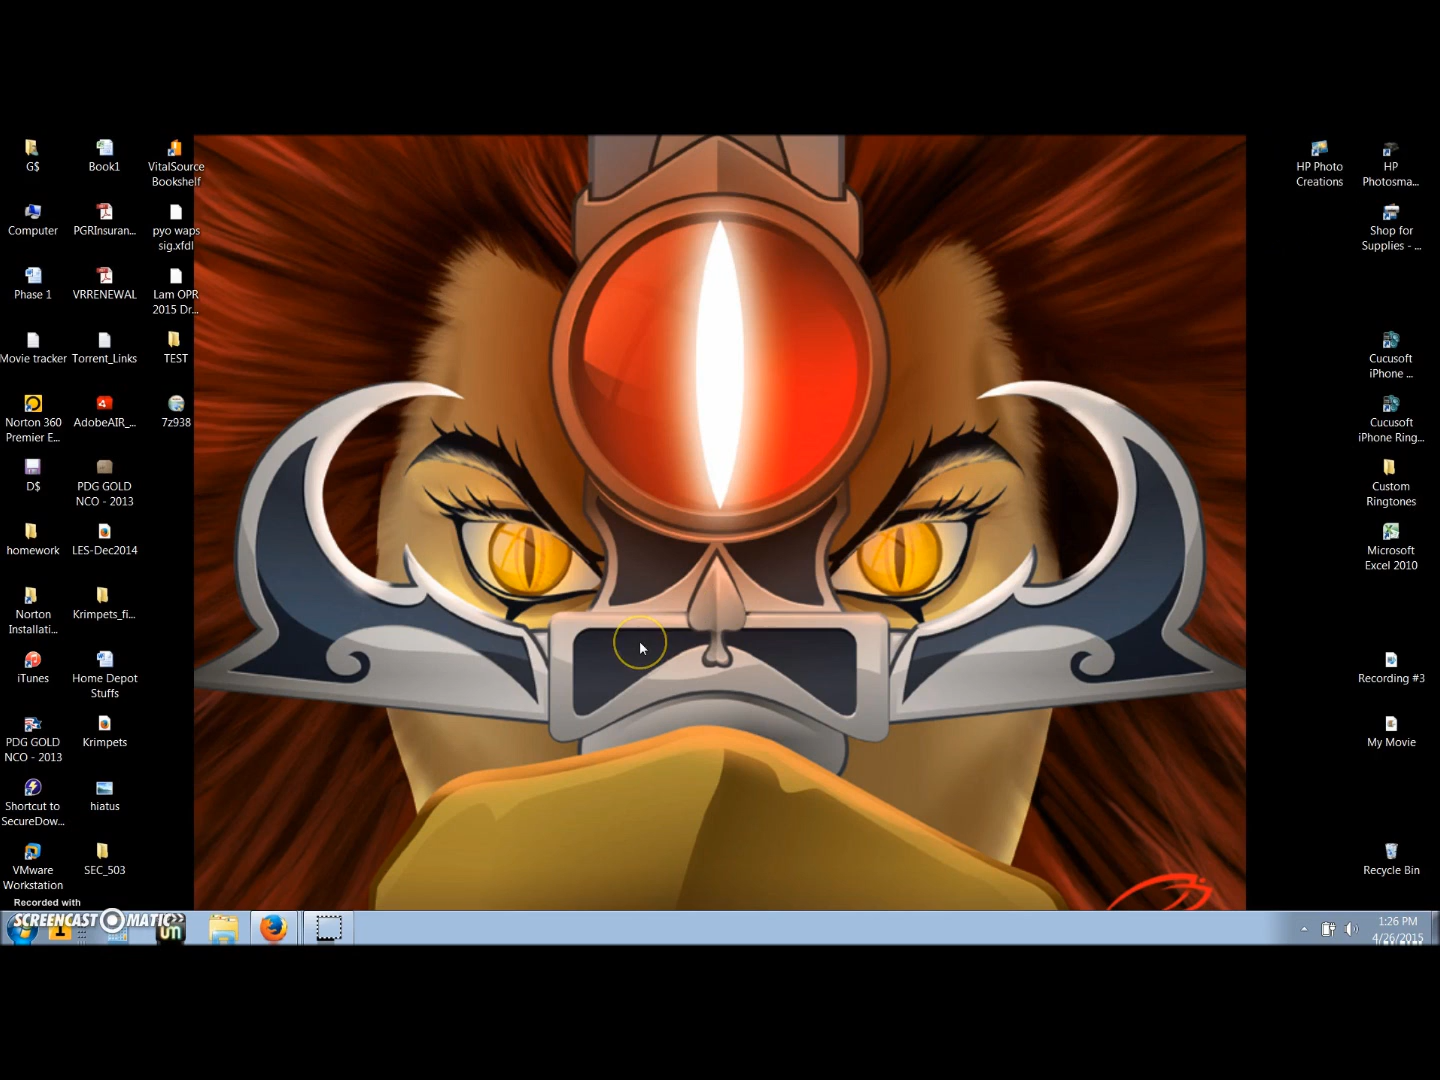 G$
Book1
VitalSource
Bookshelf
Computer
PGRInsuran...
pyo waps
sig.xfdl
Phase 1
VRRENEWAL
Lam OPR
2015 Dr...
Movie tracker
Torrent_Links
TEST
Norton 360
Premier E...
AdobeAIR_...
7z938
D$
PDG GOLD
NCO - 2013
homework
LES-Dec2014
Norton
Installati...
Krimpets_fi...
iTunes
Home Depot
Stuffs
PDG GOLD
NCO - 2013
Krimpets
Shortcut to
SecureDow...
hiatus
VMware
Workstation
SEC_503
HP Photo
Creations
HP
Photosma...
Shop for
Supplies - ...
Cucusoft
iPhone ...
Cucusoft
iPhone Ring...
Custom
Ringtones
Microsoft
Excel 2010
Recording #3
My Movie
Recycle Bin
Recorded with
SCREENCAST MATIC
um
1:26 PM
4/26/2015